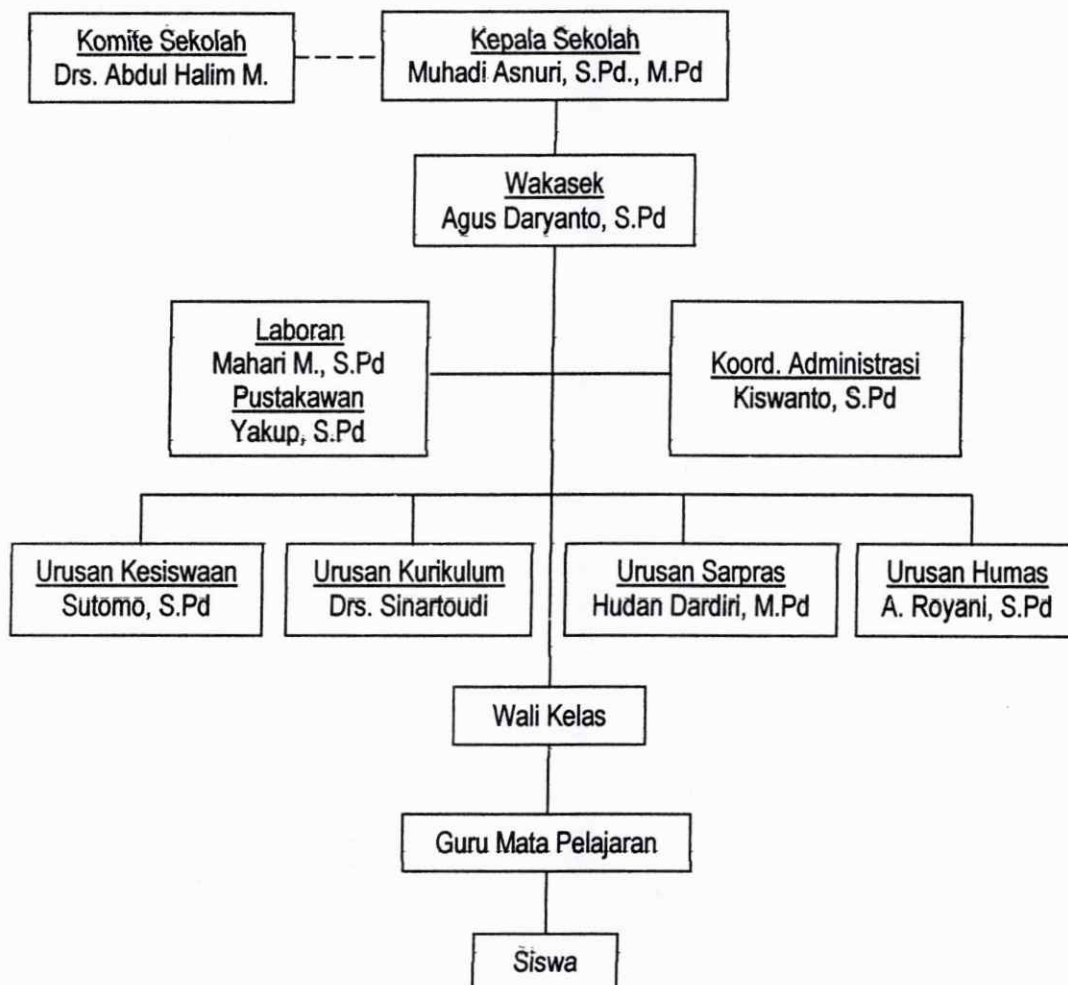 Komite Sekolah
Drs. Abdul Halim M.
Kepala Sekolah
Muhadi Asnuri, S.Pd., M.Pd
Wakasek
Agus Daryanto, S.Pd
Laboran
Mahari M., S.Pd
Pustakawan
Yakup, S.Pd
Koord. Administrasi
Kiswanto, S.Pd
Urusan Kesiswaan
Sutomo, S.Pd
Urusan Kurikulum
Drs. Sinartoudi
Urusan Sarpras
Hudan Dardiri, M.Pd
Urusan Humas
A. Royani, S.Pd
Wali Kelas
Guru Mata Pelajaran
Siswa